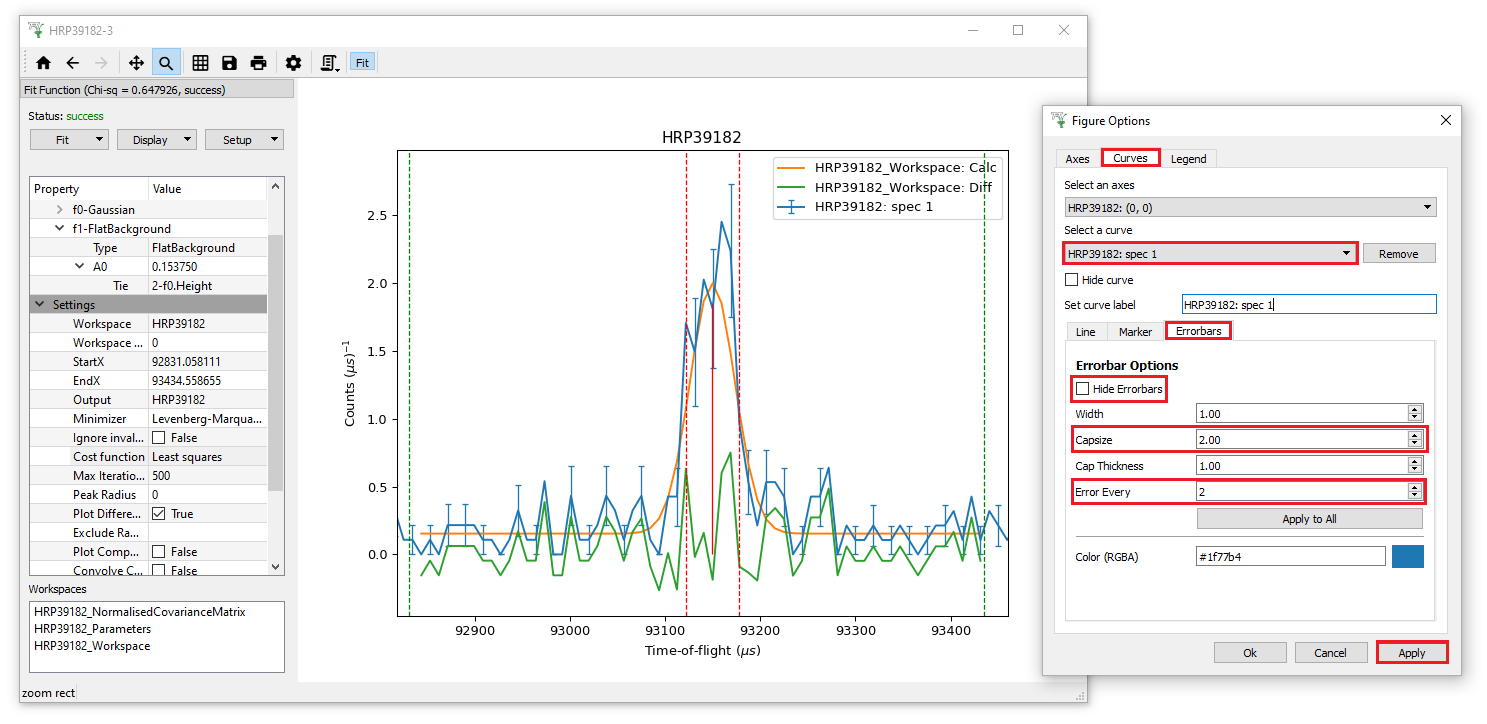 HRP39182-3
Fit
Fit Function (Chi-sq = 0.647926, success)
Status: success
Fit Display Setup
Property Value
f0-Gaussian
f1-FlatBackground
Type FlatBackground
A0 0.153750
Tie 2-f0.Height
Settings
Workspace HRP39182
Workspace ... 0
StartX 92831.058111
EndX 93434.558655
Output HRP39182
Minimizer Levenberg-Marqua...
Ignore inval... False
Cost function Least squares
Max Iteratio... 500
Peak Radius 0
Plot Differe... True
Exclude Ra...
Plot Comp... False
Convolve C... False
Workspaces
HRP39182_NormalisedCovarianceMatrix
HRP39182_Parameters
HRP39182_Workspace
zoom rect
HRP39182
HRP39182_Workspace: Calc
HRP39182_Workspace: Diff
HRP39182: spec 1
Counts (μs)⁻¹
2.5
2.0
1.5
1.0
0.5
0.0
92900 93000 93100 93200 93300 93400
Time-of-flight (μs)
Figure Options
Axes Curves Legend
Select an axes
HRP39182: (0, 0)
Select a curve
HRP39182: spec 1 Remove
Hide curve
Set curve label HRP39182: spec 1
Line Marker Errorbars
Errorbar Options
Hide Errorbars
Width 1.00
Capsize 2.00
Cap Thickness 1.00
Error Every 2
Apply to All
Color (RGBA) #1f77b4
Ok Cancel Apply